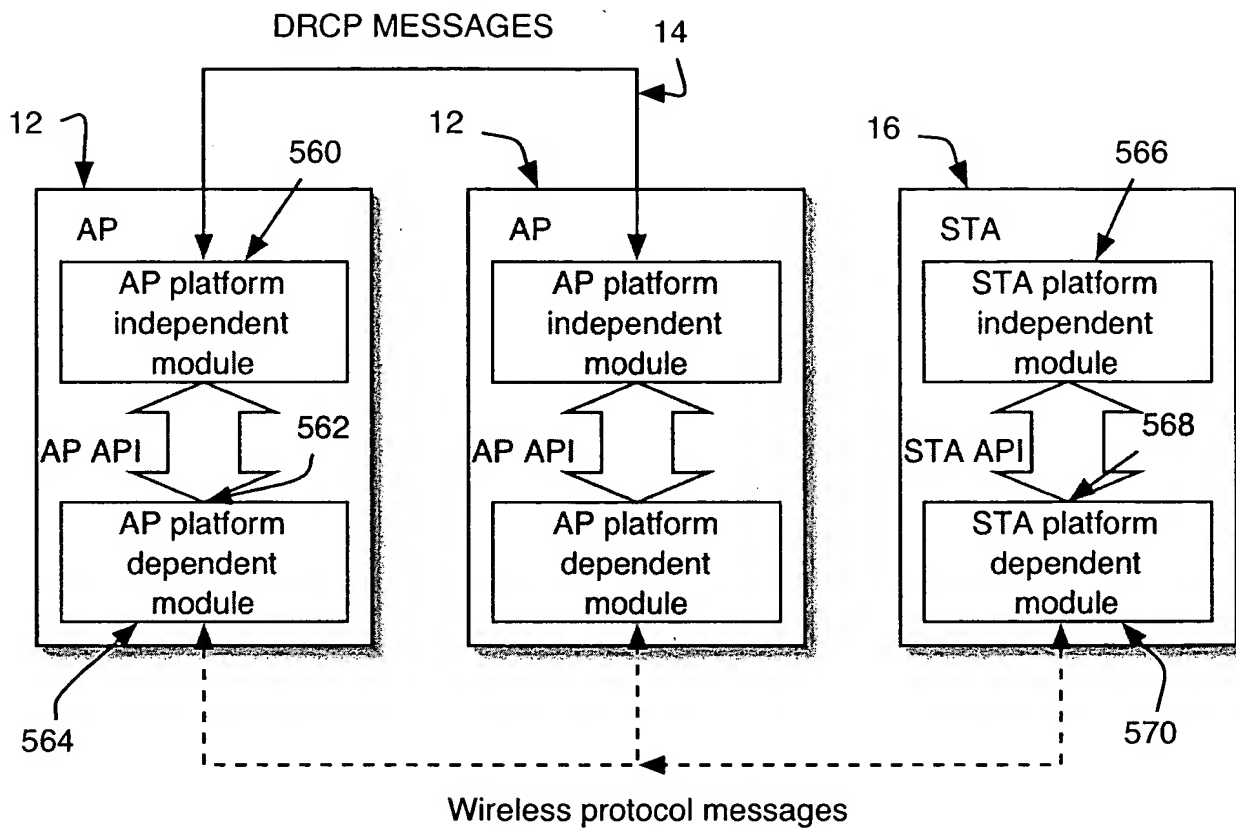 DRCP MESSAGES
14
12
12
16
560
566
AP
AP
STA
AP platform
independent
module
AP platform
independent
module
STA platform
independent
module
562
568
AP API
AP API
STA API
AP platform
dependent
module
AP platform
dependent
module
STA platform
dependent
module
564
570
Wireless protocol messages